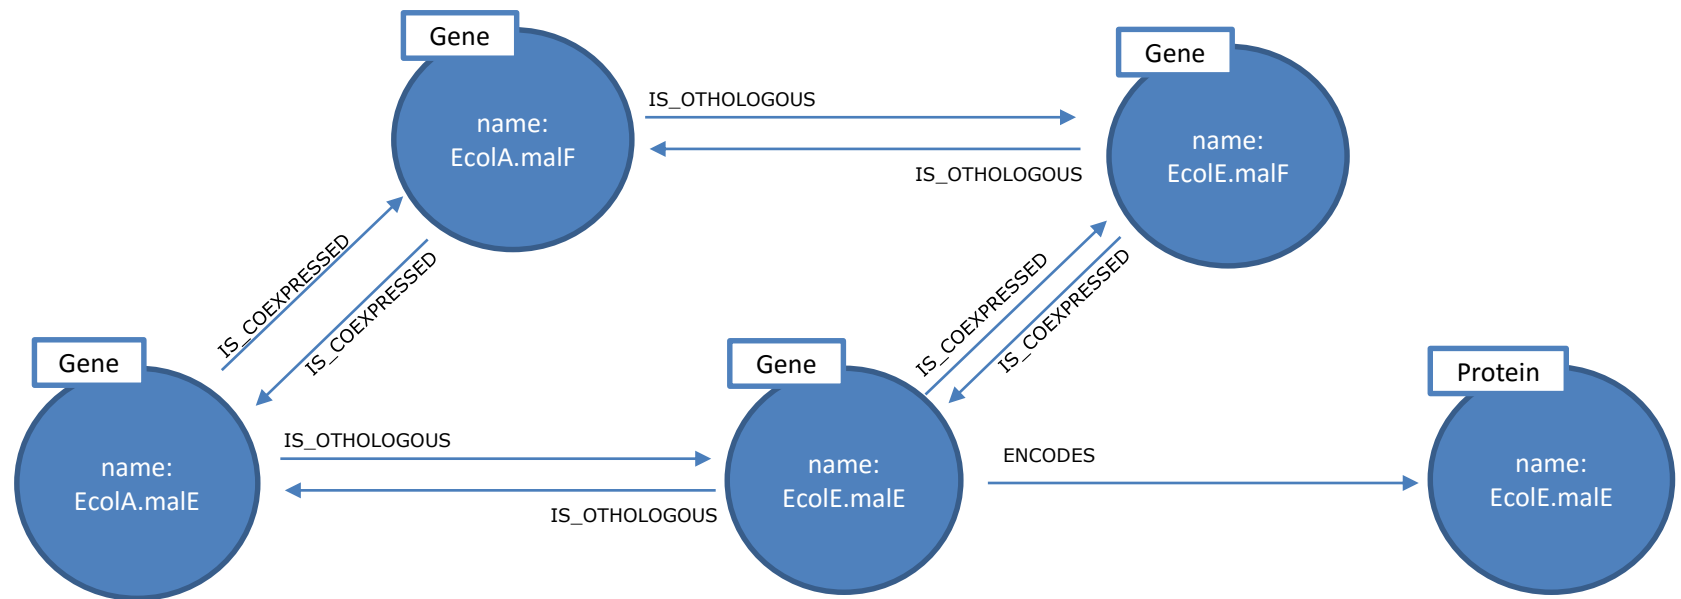 Gene
name:
EcolA.malF
IS_OTHOLOGOUS
IS_OTHOLOGOUS
Gene
name:
EcolE.malF
IS_COEXPRESSED
IS_COEXPRESSED
IS_COEXPRESSED
IS_COEXPRESSED
Gene
name:
EcolA.malE
IS_OTHOLOGOUS
IS_OTHOLOGOUS
Gene
name:
EcolE.malE
ENCODES
Protein
name:
EcolE.malE